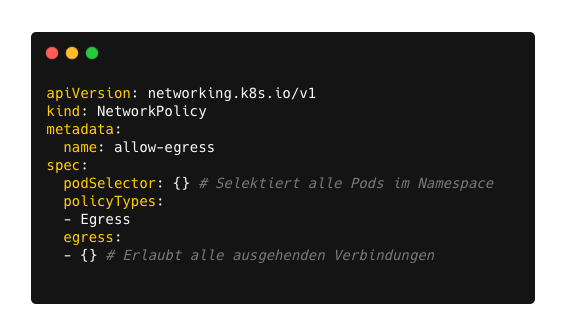 apiVersion: networking.k8s.io/v1
kind: NetworkPolicy
metadata:
  name: allow-egress
spec:
  podSelector: {} # Selektiert alle Pods im Namespace
  policyTypes:
  - Egress
  egress:
  - {} # Erlaubt alle ausgehenden Verbindungen